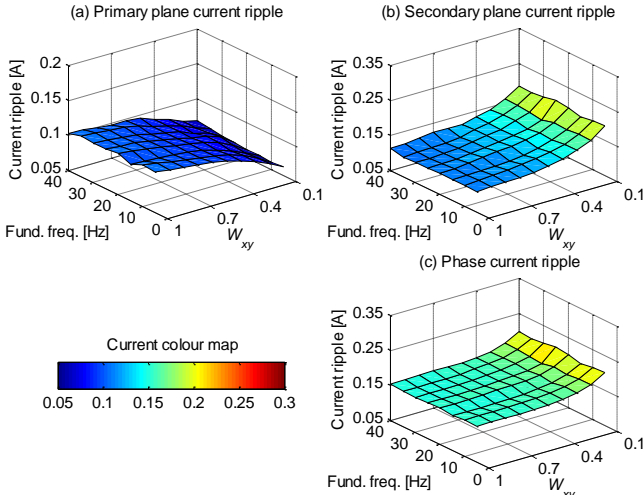 (a) Primary plane current ripple
0.2
0.15
0.1
0.05
Current ripple [A]
40
30
20
10
0
Fund. freq. [Hz]
1
0.7
0.4
0.1
Wxy
(b) Secondary plane current ripple
0.35
0.25
0.15
0.05
Current ripple [A]
40
30
20
10
0
Fund. freq. [Hz]
1
0.7
0.4
0.1
Wxy
Current colour map
0.05 0.1 0.15 0.2 0.25 0.3
(c) Phase current ripple
0.35
0.25
0.15
0.05
Current ripple [A]
40
30
20
10
0
Fund. freq. [Hz]
1
0.7
0.4
0.1
Wxy